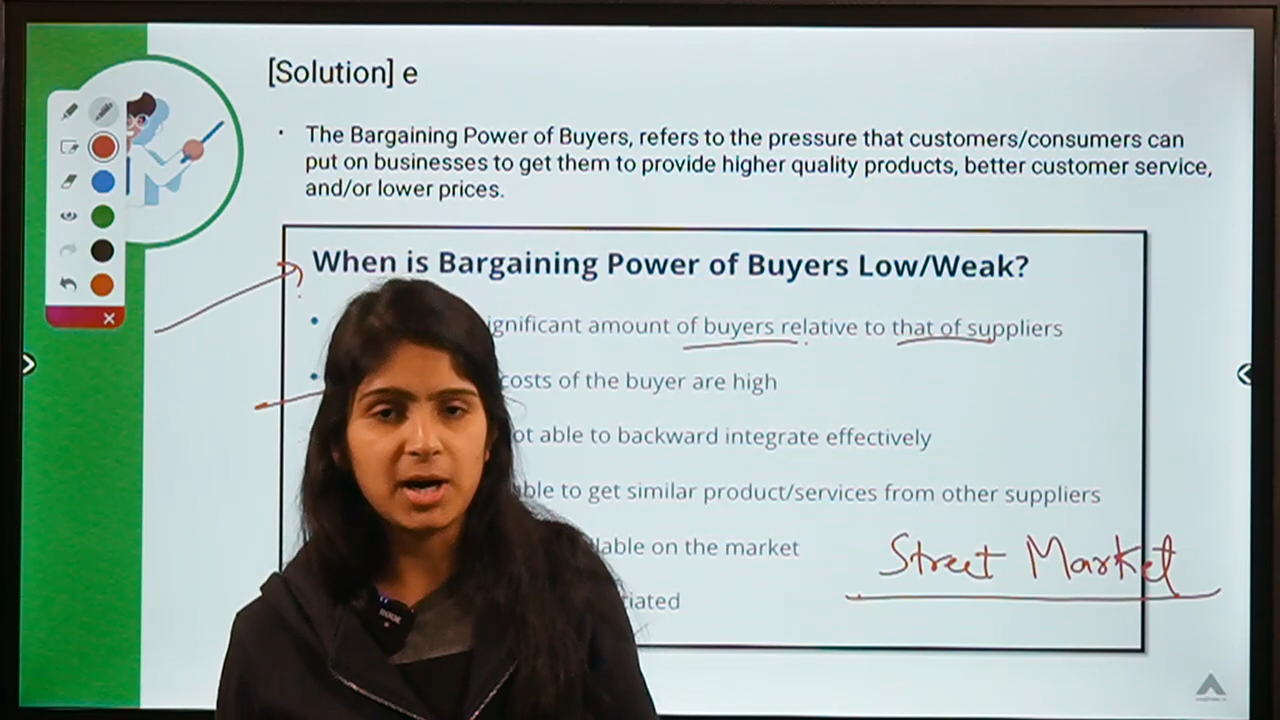 [Solution] e
· The Bargaining Power of Buyers, refers to the pressure that customers/consumers can
put on businesses to get them to provide higher quality products, better customer service,
and/or lower prices.
When is Bargaining Power of Buyers Low/Weak?
• ignificant amount of buyers relative to that of suppliers
• costs of the buyer are high
ot able to backward integrate effectively
ble to get similar product/services from other suppliers
lable on the market
Street Market
iated
RODE